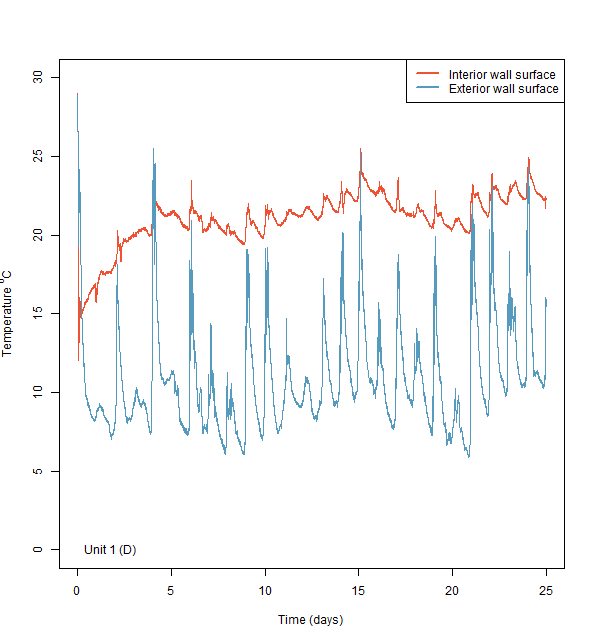 Interior wall surface
Exterior wall surface
30
25
20
15
10
5
0
Temperature °C
Unit 1 (D)
0 5 10 15 20 25
Time (days)